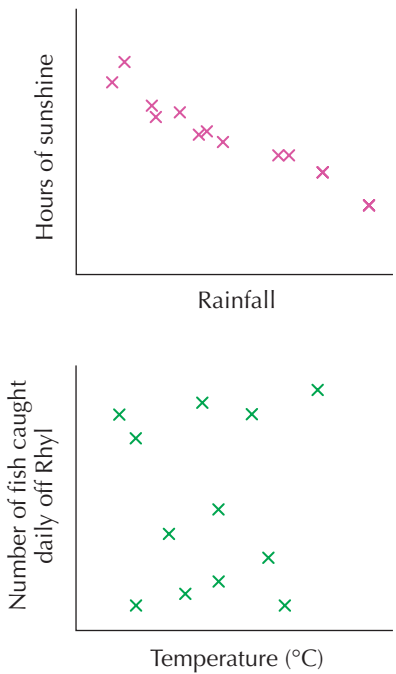 Hours of sunshine
Rainfall
Number of fish caught
daily off Rhyl
Temperature (°C)